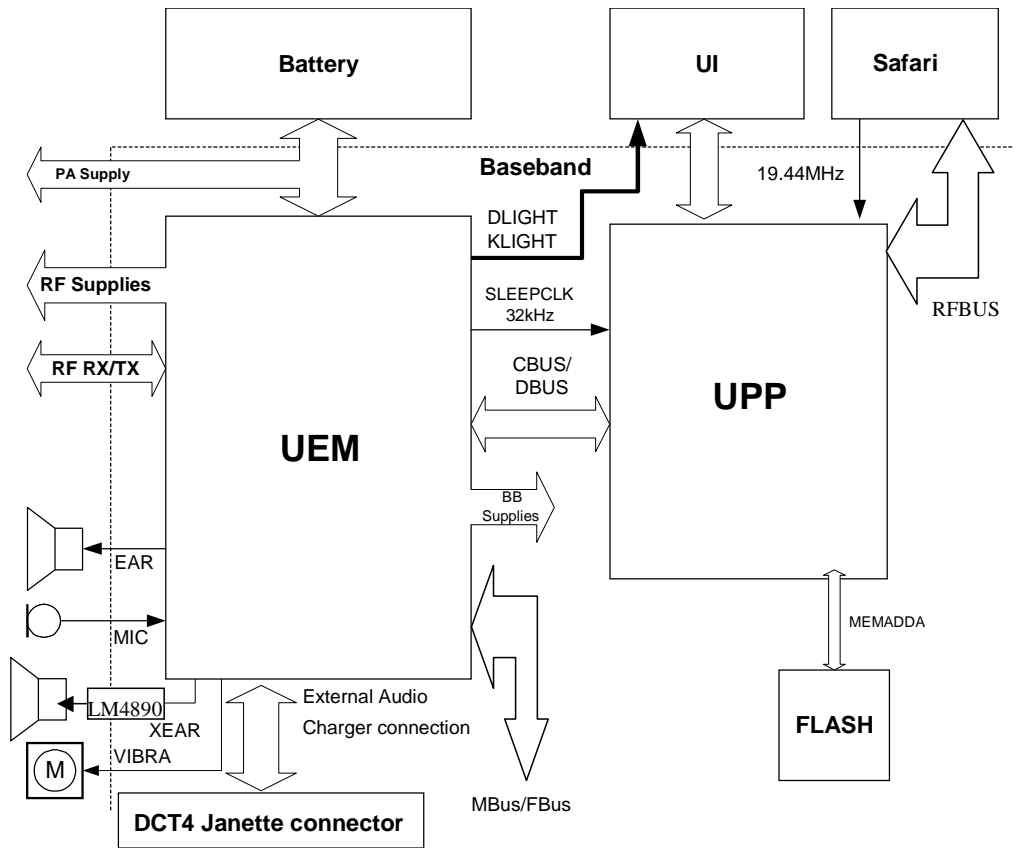 Battery
UI
Safari
PA Supply
Baseband
19.44MHz
DLIGHT
KLIGHT
RF Supplies
SLEEPCLK
32kHz
RFBUS
RF RX/TX
CBUS/
DBUS
UPP
UEM
BB
Supplies
EAR
MIC
MEMADDA
External Audio
LM4890
XEAR
Charger connection
FLASH
VIBRA
M
MBus/FBus
DCT4 Janette connector